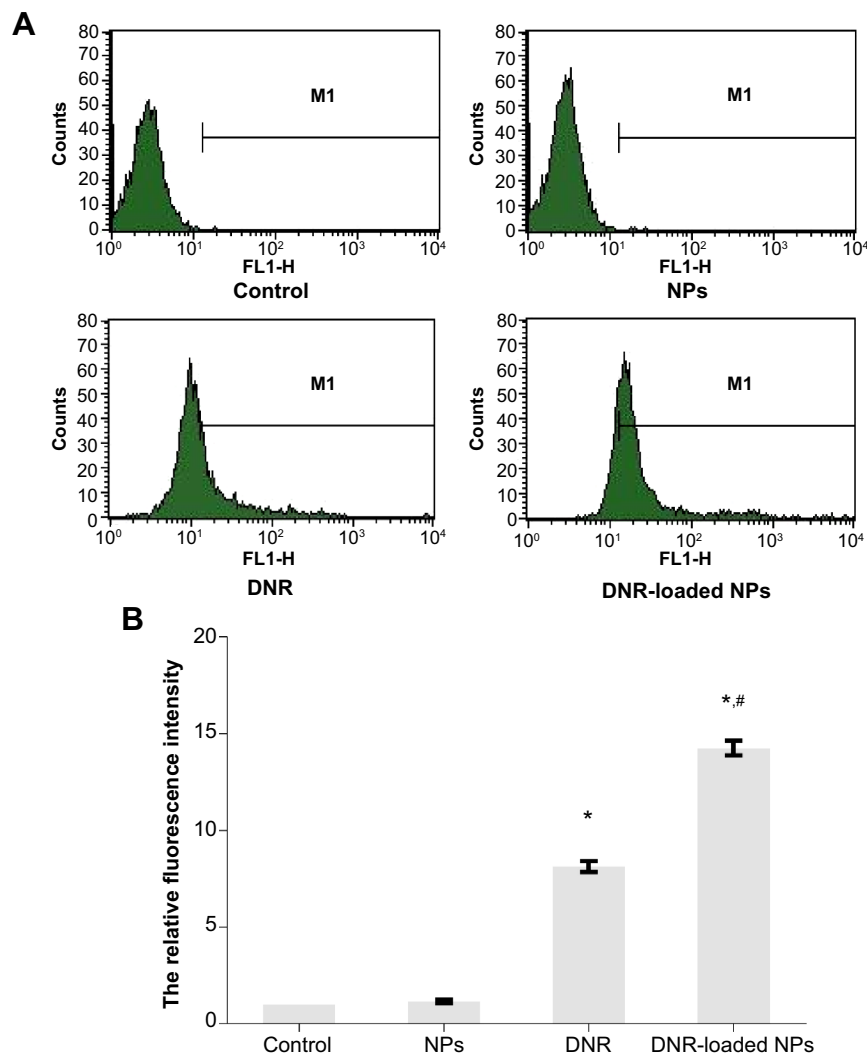 A
80
70
60
50
40
30
20
10
0
Counts
M1
10⁰ 10¹ 10² 10³ 10⁴
FL1-H
Control
80
70
60
50
40
30
20
10
0
Counts
M1
10⁰ 10¹ 10² 10³ 10⁴
FL1-H
NPs
80
70
60
50
40
30
20
10
0
Counts
M1
10⁰ 10¹ 10² 10³ 10⁴
FL1-H
DNR
80
70
60
50
40
30
20
10
0
Counts
M1
10⁰ 10¹ 10² 10³ 10⁴
FL1-H
DNR-loaded NPs
B
The relative fluorescence intensity
20
15
10
5
0
*
*,#
Control NPs DNR DNR-loaded NPs